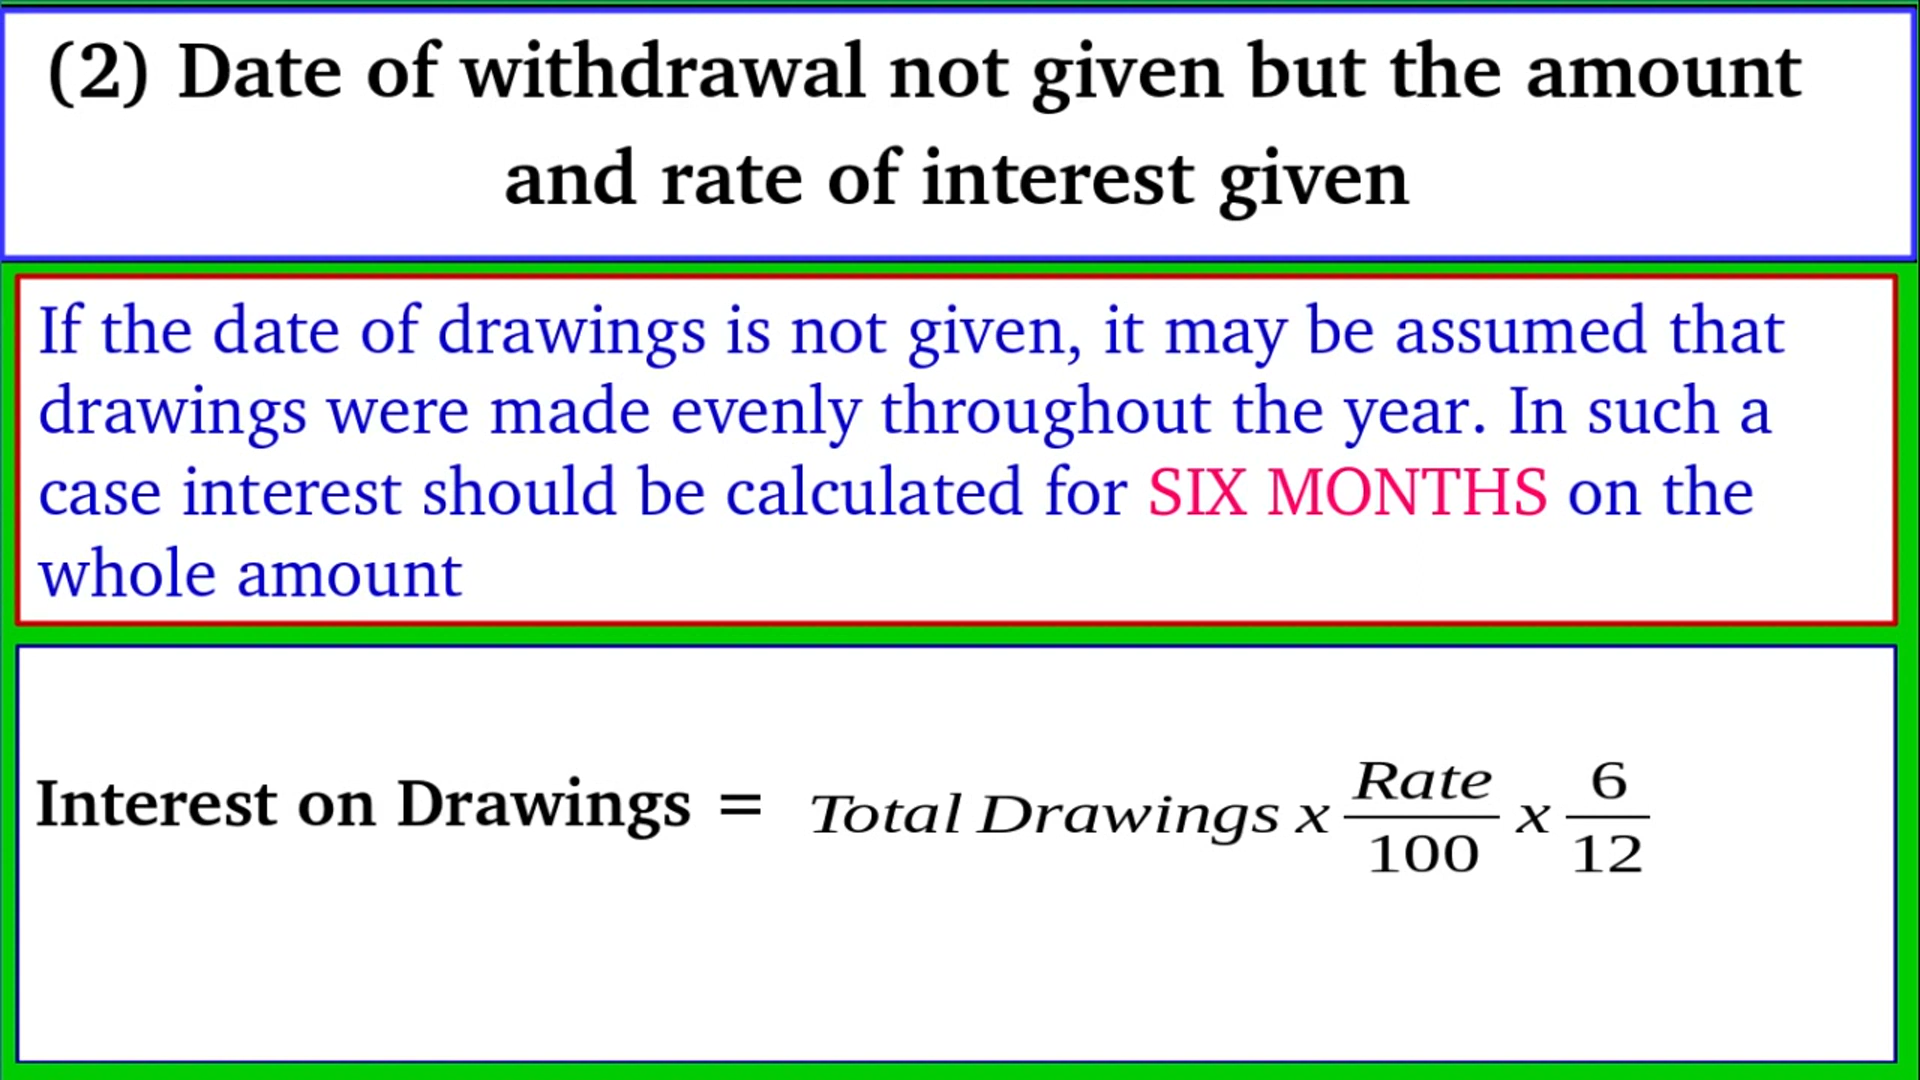 (2) Date of withdrawal not given but the amount
and rate of interest given
If the date of drawings is not given, it may be assumed that
drawings were made evenly throughout the year. In such a
case interest should be calculated for SIX MONTHS on the
whole amount
Interest on Drawings = Total Drawings x Rate/100 x 6/12